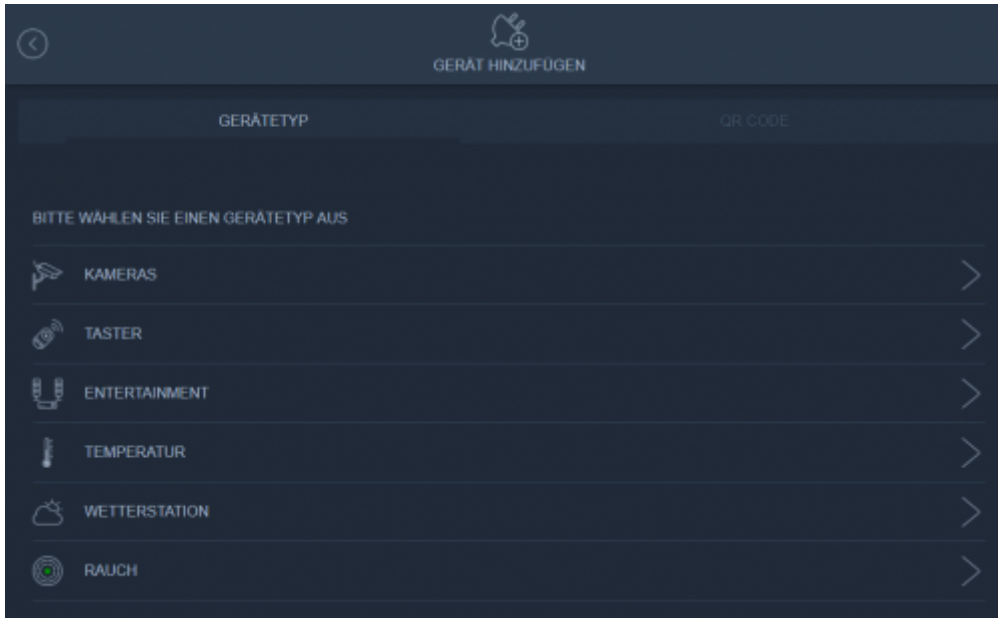 GERÄT HINZUFÜGEN
GERÄTETYP
QR CODE
BITTE WÄHLEN SIE EINEN GERÄTETYP AUS
KAMERAS
TASTER
ENTERTAINMENT
TEMPERATUR
WETTERSTATION
RAUCH